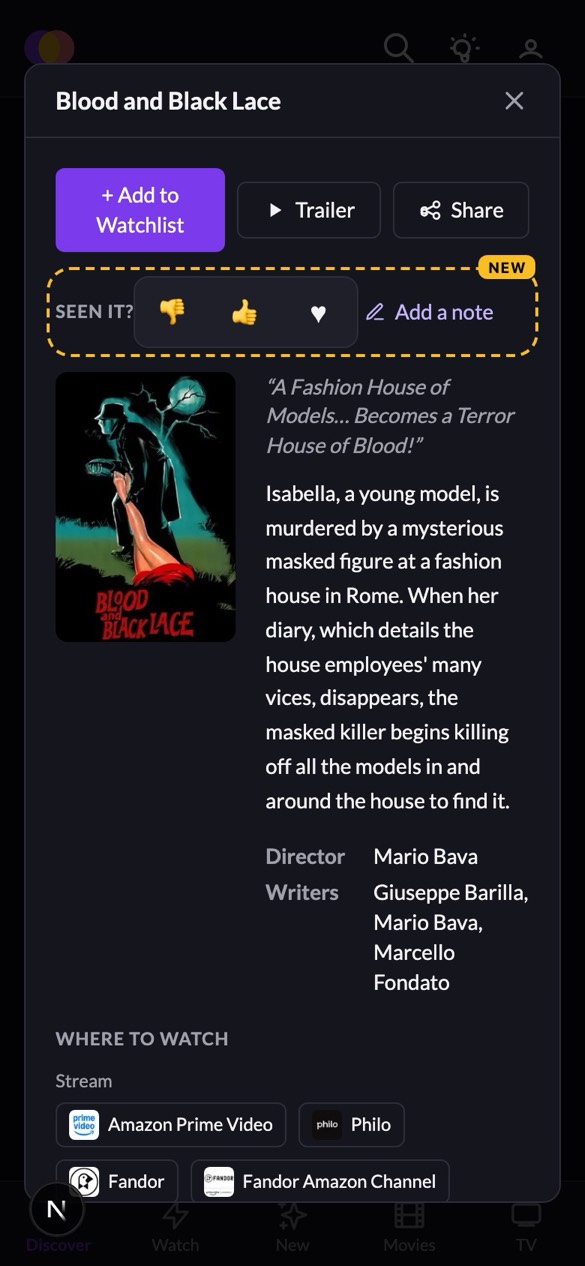 Blood and Black Lace
+ Add to
Watchlist
Trailer
Share
NEW
SEEN IT?
Add a note
“A Fashion House of
Models... Becomes a Terror
House of Blood!”
Isabella, a young model, is
murdered by a mysterious
masked figure at a fashion
house in Rome. When her
diary, which details the
house employees' many
vices, disappears, the
masked killer begins killing
off all the models in and
around the house to find it.
BLOOD
and
BLACK LACE
Director Mario Bava
Writers Giuseppe Barilla,
Mario Bava,
Marcello
Fondato
WHERE TO WATCH
Stream
prime
video
Amazon Prime Video
philo
Philo
Fandor
FANDOR
Fandor Amazon Channel
N
Discover
Watch
New
Movies
TV